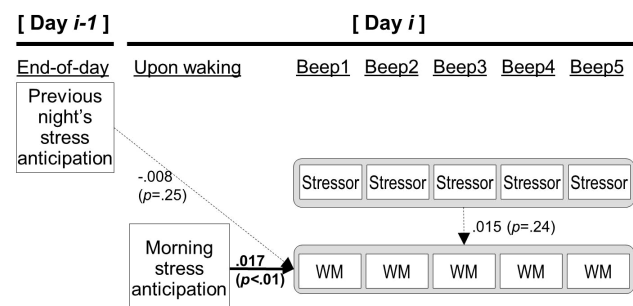 [ Day i-1 ] [ Day i ]
End-of-day Upon waking Beep1 Beep2 Beep3 Beep4 Beep5
Previous
night's
stress
anticipation
-.008
(p=.25)
Stressor Stressor Stressor Stressor Stressor
.015 (p=.24)
Morning
stress
anticipation
.017
(p<.01)
WM WM WM WM WM